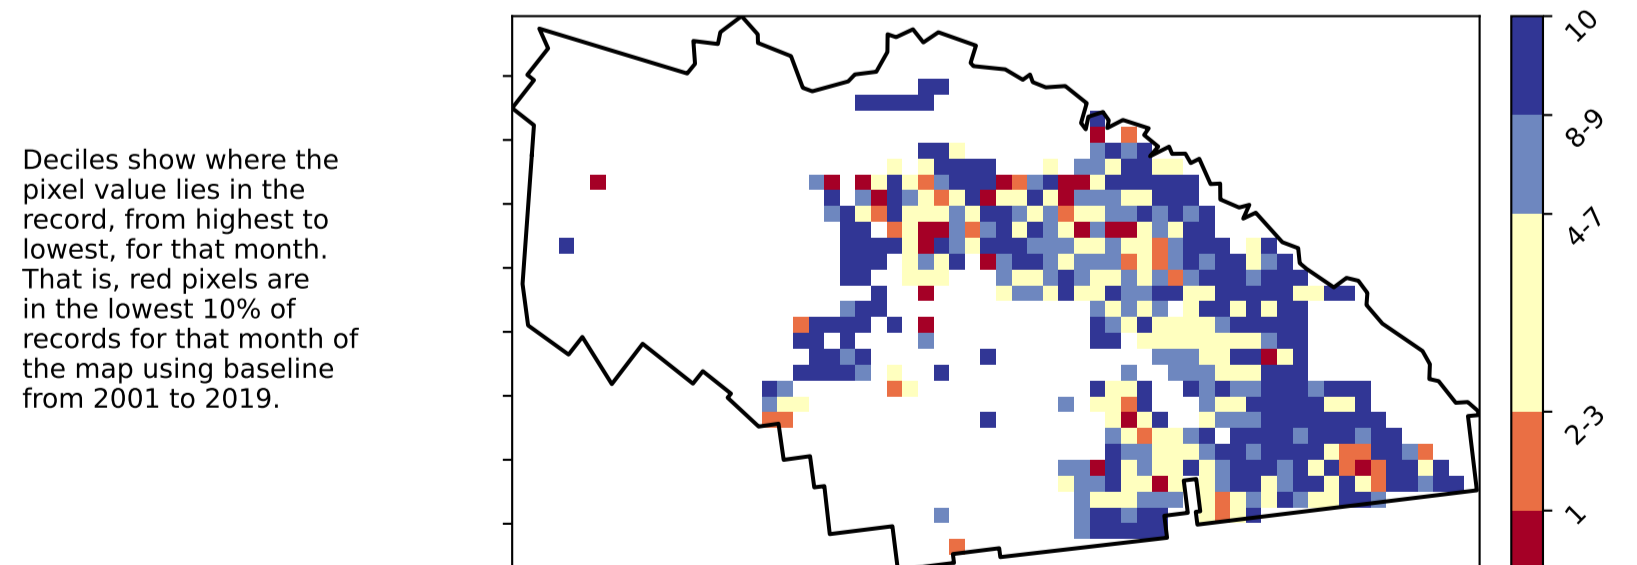 Deciles show where the
pixel value lies in the
record, from highest to
lowest, for that month.
That is, red pixels are
in the lowest 10% of
records for that month of
the map using baseline
from 2001 to 2019.
10
8-9
4-7
2-3
1